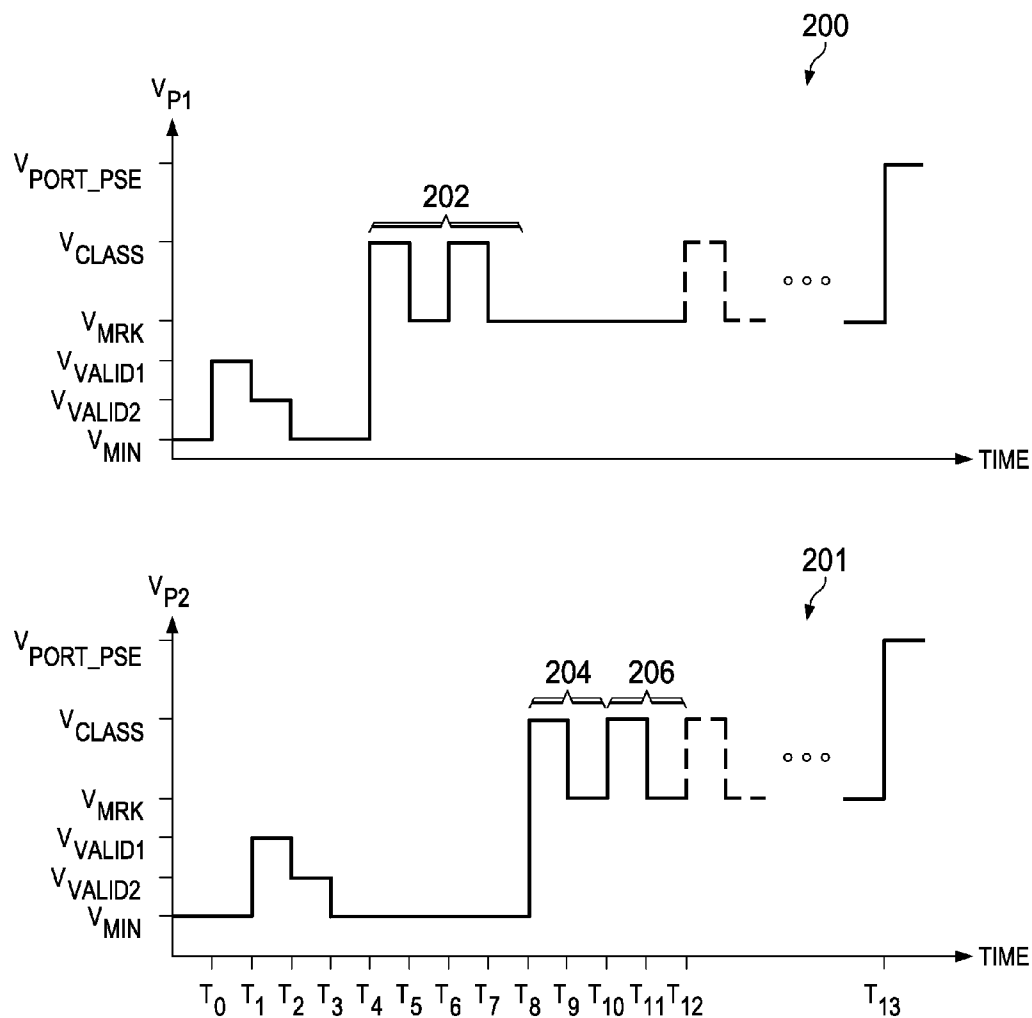 200
V_P1
V_PORT_PSE
202
V_CLASS
V_MRK
V_VALID1
V_VALID2
V_MIN
TIME
201
V_P2
V_PORT_PSE
204 206
V_CLASS
V_MRK
V_VALID1
V_VALID2
V_MIN
TIME
T_0 T_1 T_2 T_3 T_4 T_5 T_6 T_7 T_8 T_9 T_10 T_11 T_12 T_13